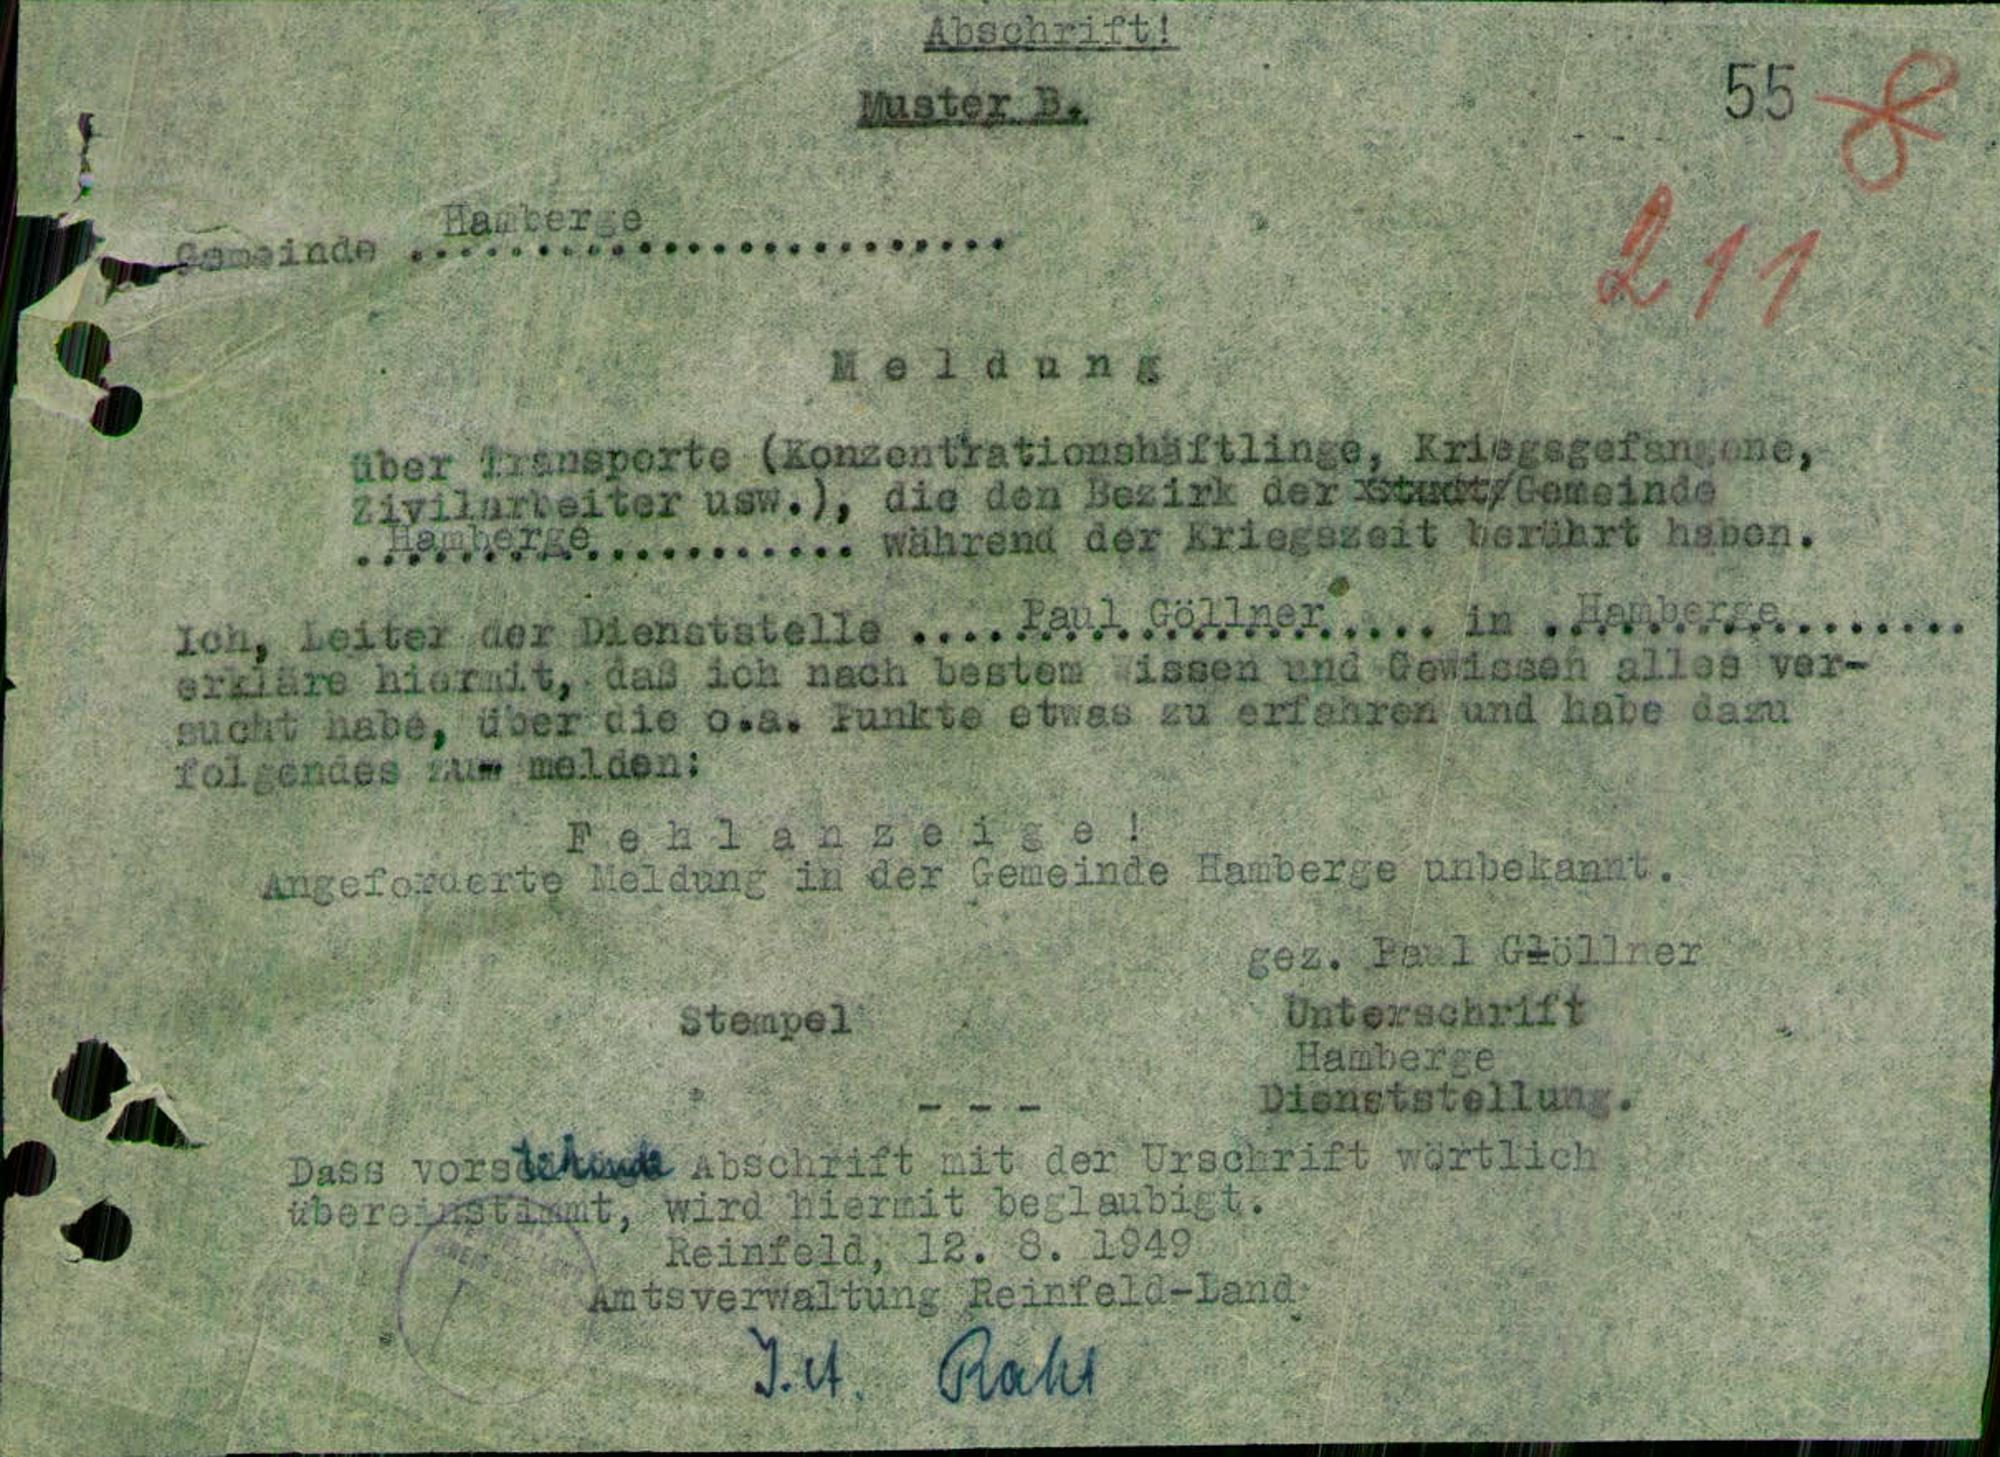 Abschrift!
Muster B.
55
211
Hamberge
Gemeinde ........................
Meldung
über Transporte (Konzentrationshäftlinge, Kriegsgefangene,
Zivilarbeiter usw.), die den Bezirk der Stadt/Gemeinde
.Hamberge........... während der Kriegszeit berührt haben.
Ich, Leiter der Dienststelle ....Paul Göllner.... in ..Hamberge........
erkläre hiermit, daß ich nach bestem Wissen und Gewissen alles ver-
sucht habe, über die o.a. Punkte etwas zu erfahren und habe dazu
folgendes zum melden:
Fehlanzeige!
Angeforderte Meldung in der Gemeinde Hamberge unbekannt.
gez. Paul Glöllner
Stempel Unterschrift
Hamberge
- - - Dienststellung.
Dass vorstehende Abschrift mit der Urschrift wörtlich
übereinstimmt, wird hiermit beglaubigt.
Reinfeld, 12. 8. 1949
Amtsverwaltung Reinfeld-Land